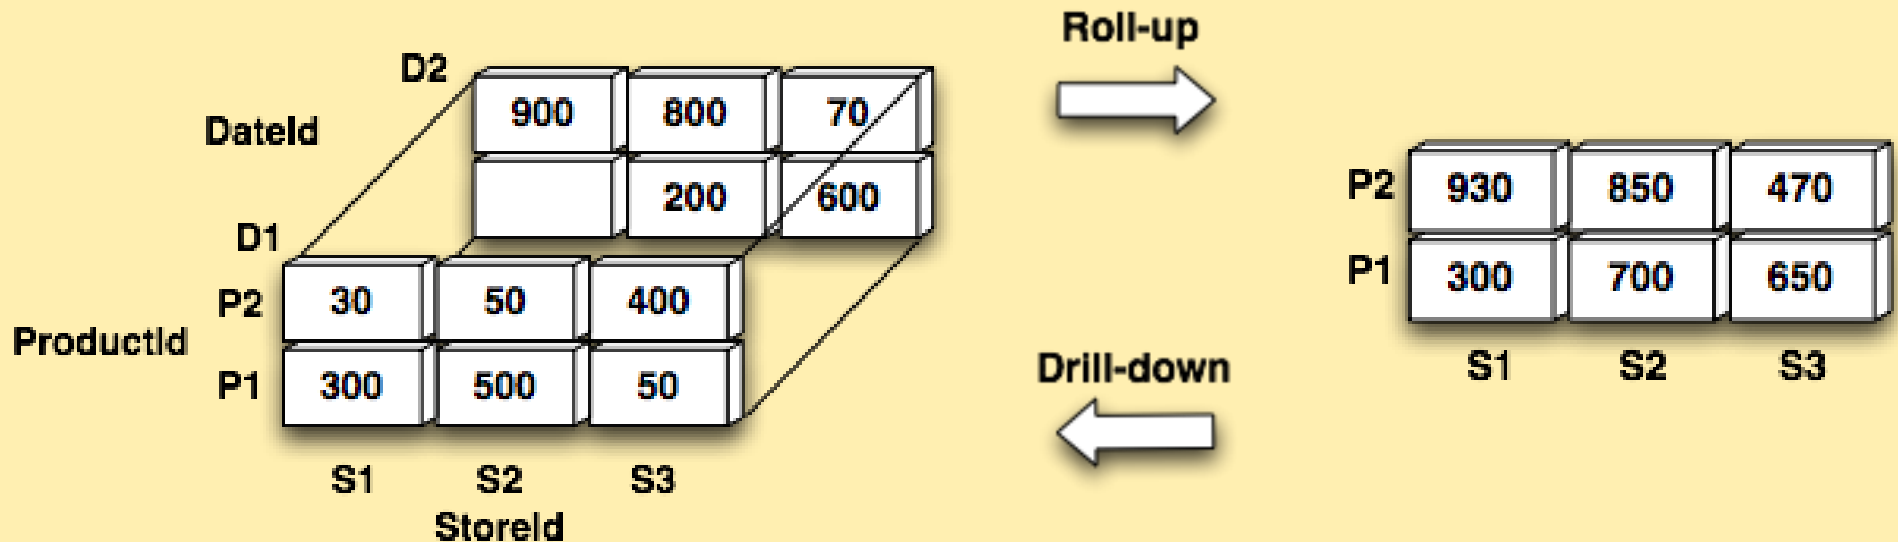 Roll-up
D2
900 800 70
DateId
200 600
D1
P2 30 50 400
ProductId
P1 300 500 50
S1 S2 S3
StoreId
Drill-down
P2 930 850 470
P1 300 700 650
S1 S2 S3